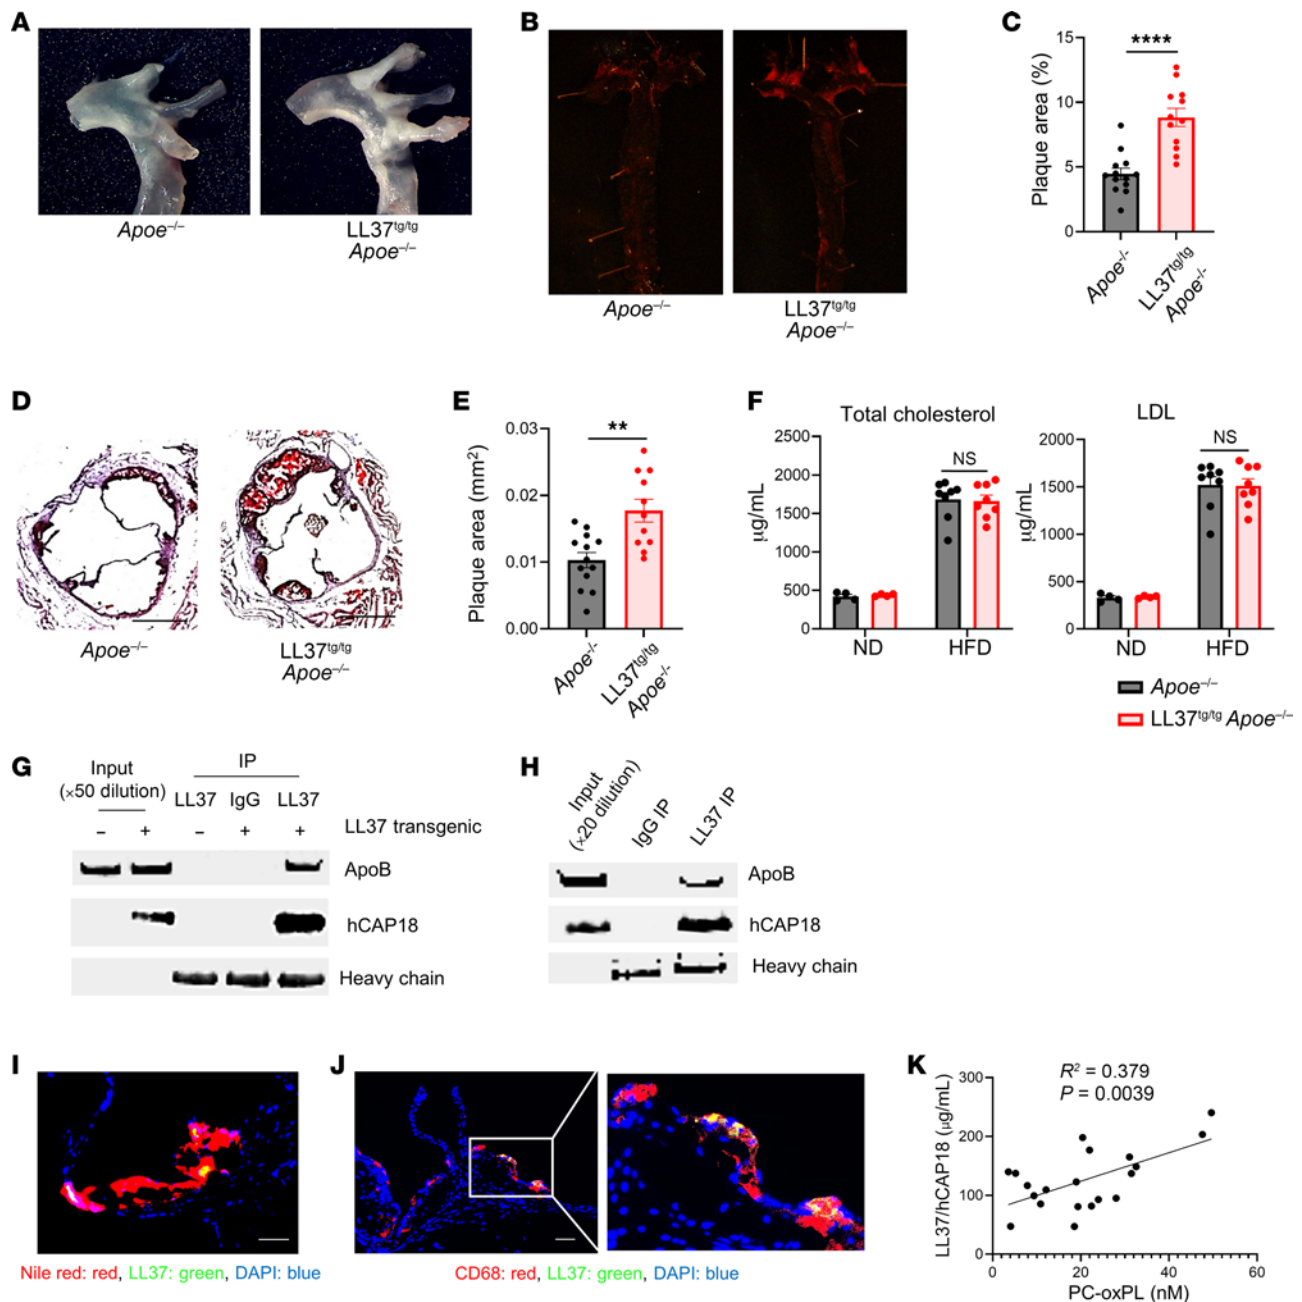 A
Apoe–/–
LL37tg/tg
Apoe–/–
B
Apoe–/–
LL37tg/tg
Apoe–/–
C
Plaque area (%)
****
15
10
5
0
Apoe-/-
LL37tg/tg
Apoe-/-
D
Apoe–/–
LL37tg/tg
Apoe–/–
E
Plaque area (mm2)
**
0.03
0.02
0.01
0.00
Apoe-/-
LL37tg/tg
Apoe-/-
F
Total cholesterol
µg/mL
2500
2000
1500
1000
500
0
NS
ND
HFD
LDL
µg/mL
2000
1500
1000
500
0
NS
ND
HFD
Apoe–/–
LL37tg/tg Apoe–/–
G
Input
(×50 dilution)
IP
LL37 IgG LL37
– + – + + LL37 transgenic
ApoB
hCAP18
Heavy chain
H
Input
(×20 dilution)
IgG IP
LL37 IP
ApoB
hCAP18
Heavy chain
I
Nile red: red, LL37: green, DAPI: blue
J
CD68: red, LL37: green, DAPI: blue
K
R2 = 0.379
P = 0.0039
LL37/hCAP18 (µg/mL)
300
200
100
0
0 20 40 60
PC-oxPL (nM)